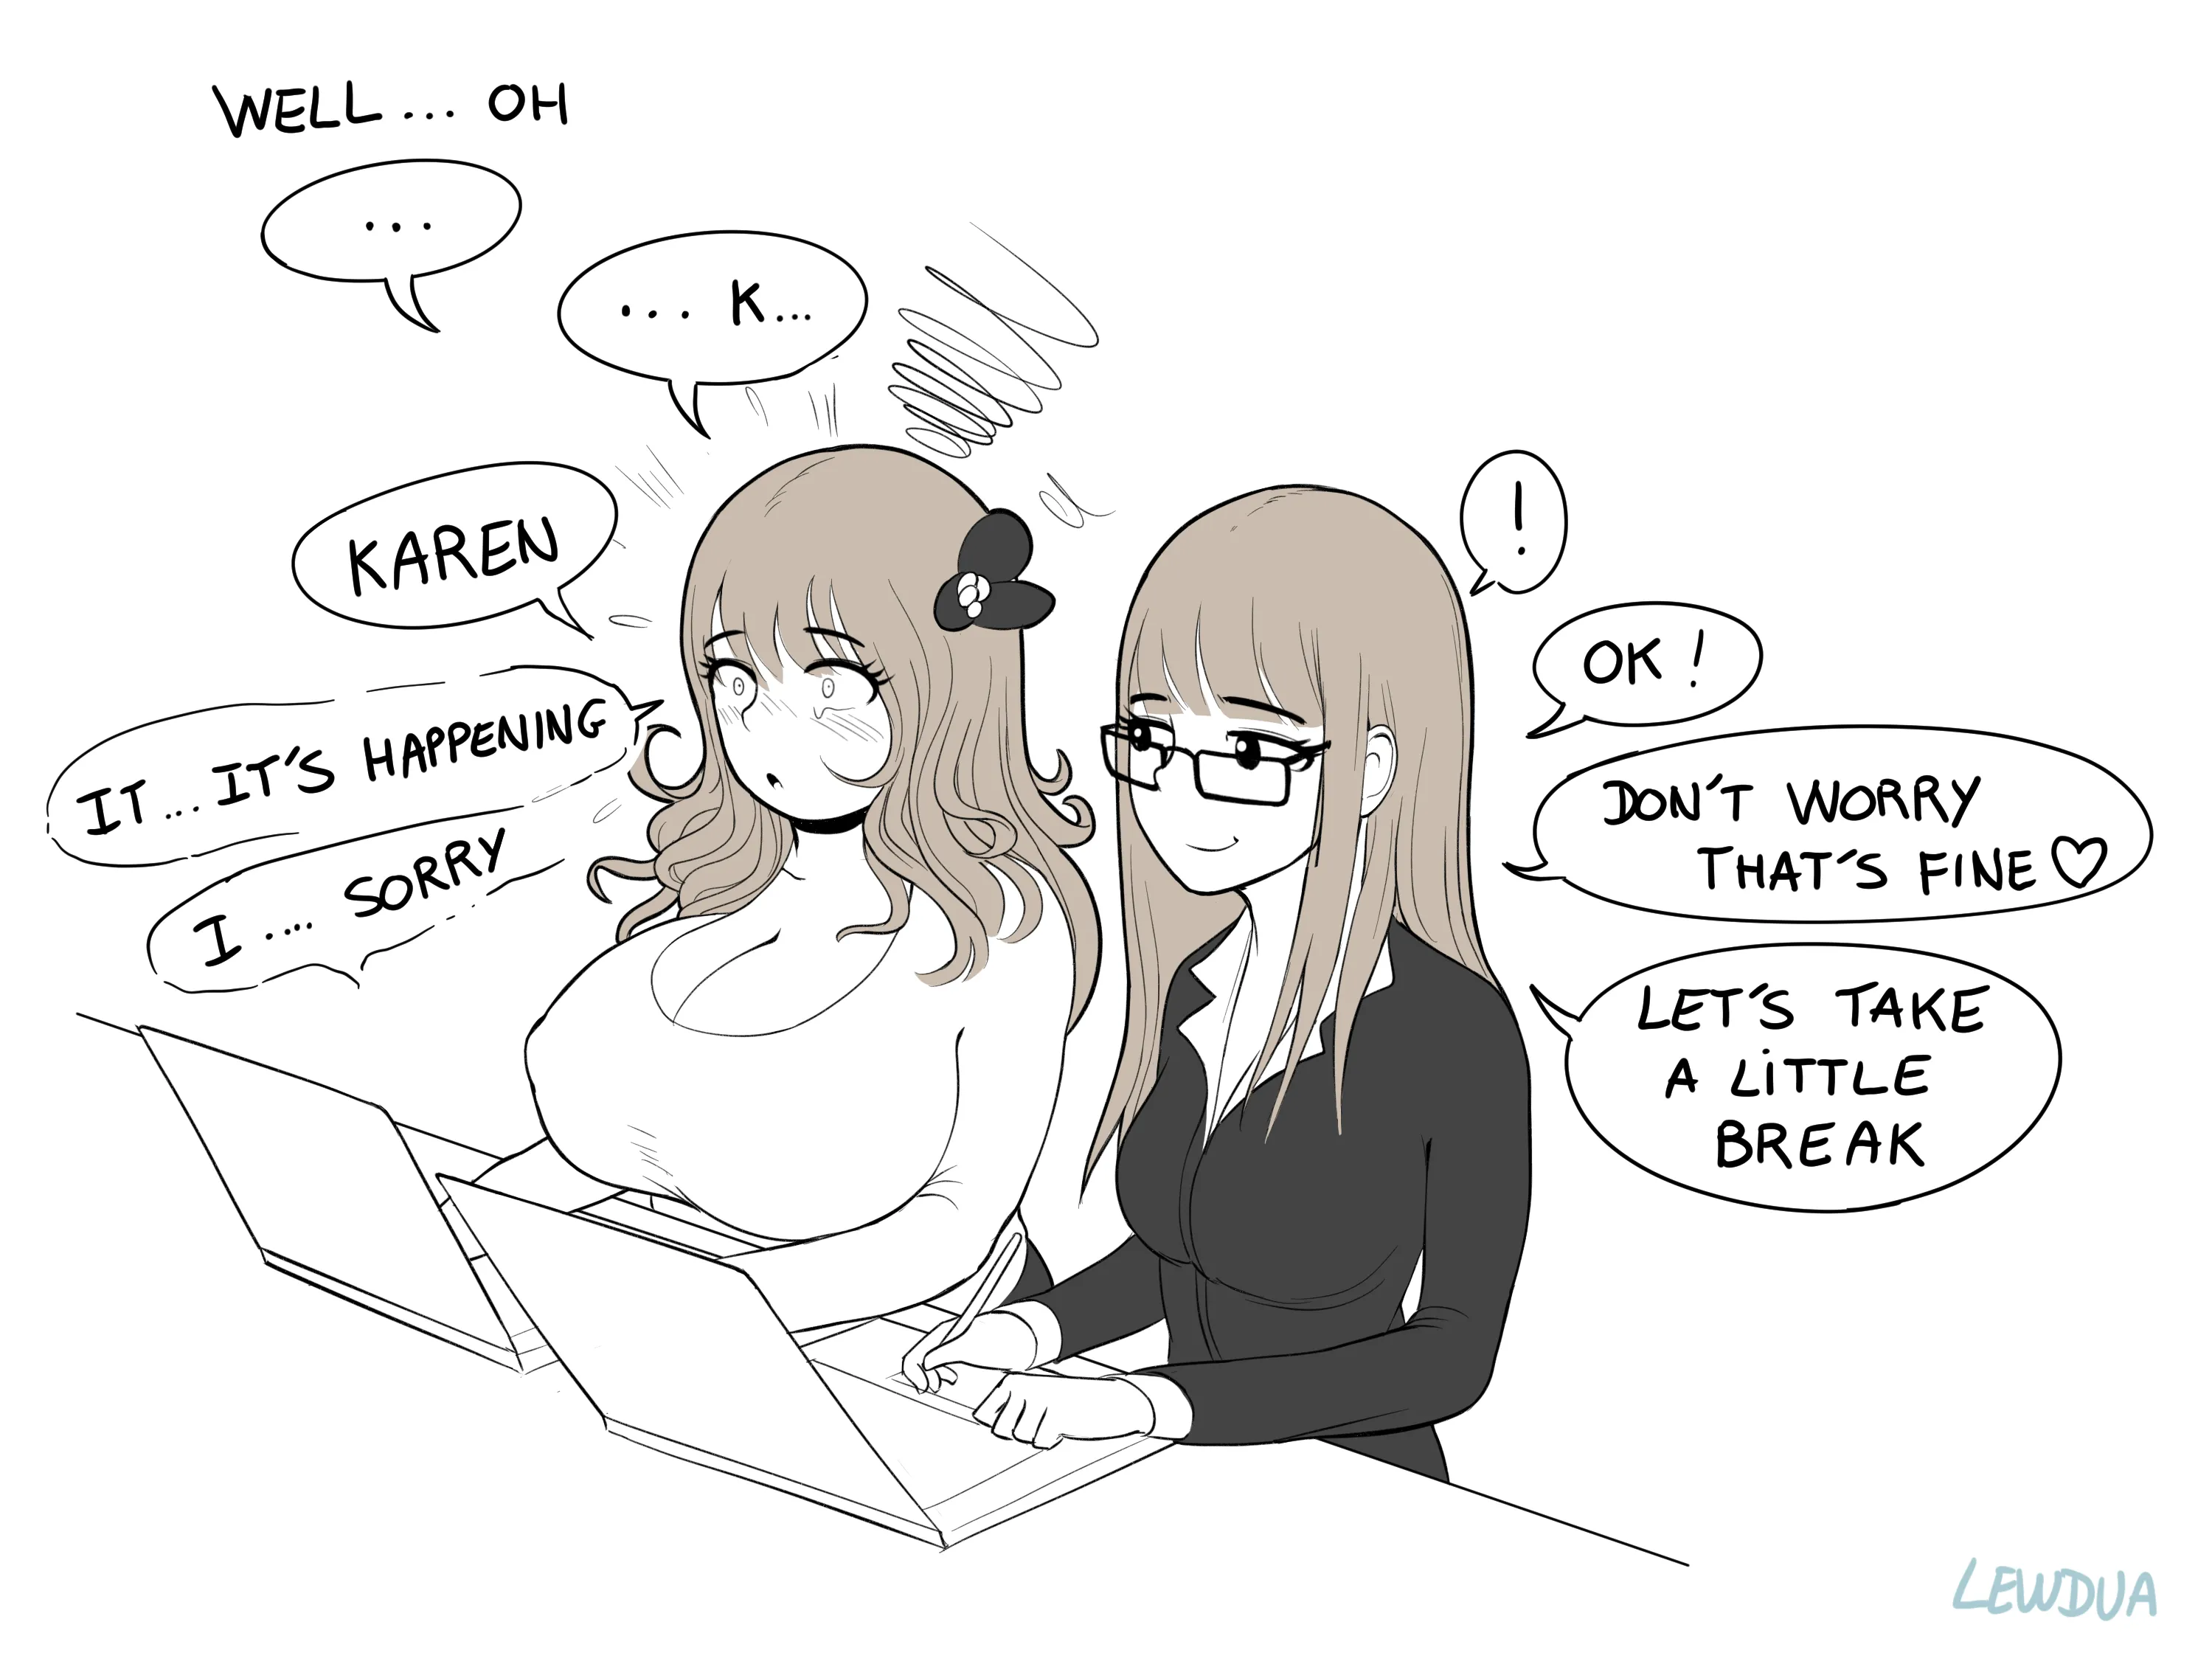 WELL ... OH
...
... K...
KAREN
IT ... IT'S HAPPENING
I .... SORRY
!
OK !
DON'T WORRY
THAT'S FINE ♡
LET'S TAKE
A LITTLE
BREAK
LEWDUA